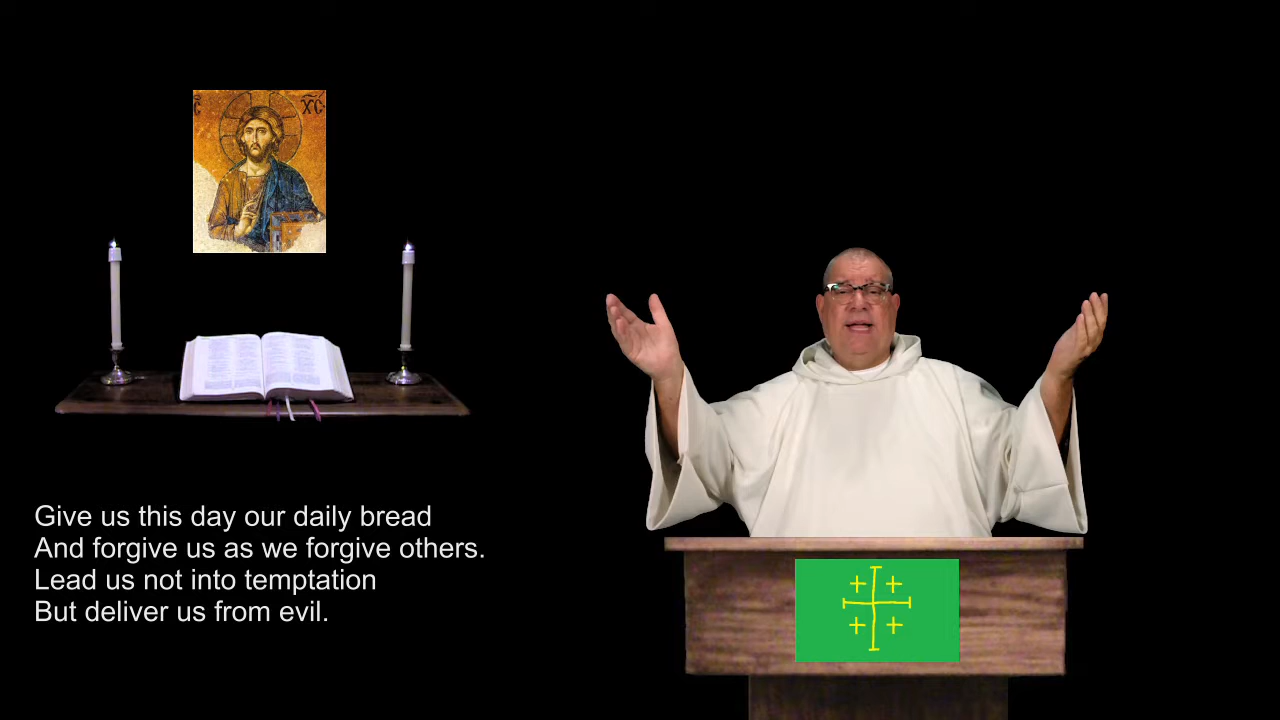 ΧC
Give us this day our daily bread
And forgive us as we forgive others.
Lead us not into temptation
But deliver us from evil.